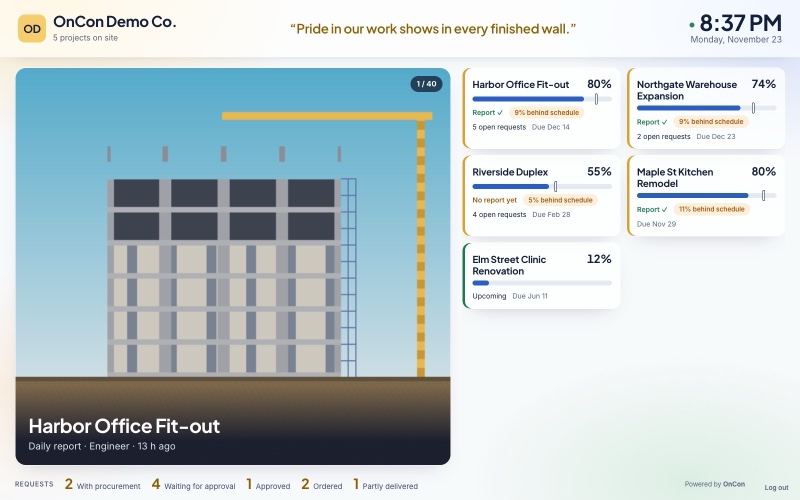 OD
OnCon Demo Co.
5 projects on site
“Pride in our work shows in every finished wall.”
8:37 PM
Monday, November 23
1 / 40
Harbor Office Fit-out
Daily report · Engineer · 13 h ago
Harbor Office Fit-out 80%
Report ✓ 9% behind schedule
5 open requests Due Dec 14
Northgate Warehouse Expansion 74%
Report ✓ 9% behind schedule
2 open requests Due Dec 23
Riverside Duplex 55%
No report yet 5% behind schedule
4 open requests Due Feb 28
Maple St Kitchen Remodel 80%
Report ✓ 11% behind schedule
Due Nov 29
Elm Street Clinic Renovation 12%
Upcoming Due Jun 11
REQUESTS 2 With procurement 4 Waiting for approval 1 Approved 2 Ordered 1 Partly delivered
Powered by OnCon
Log out